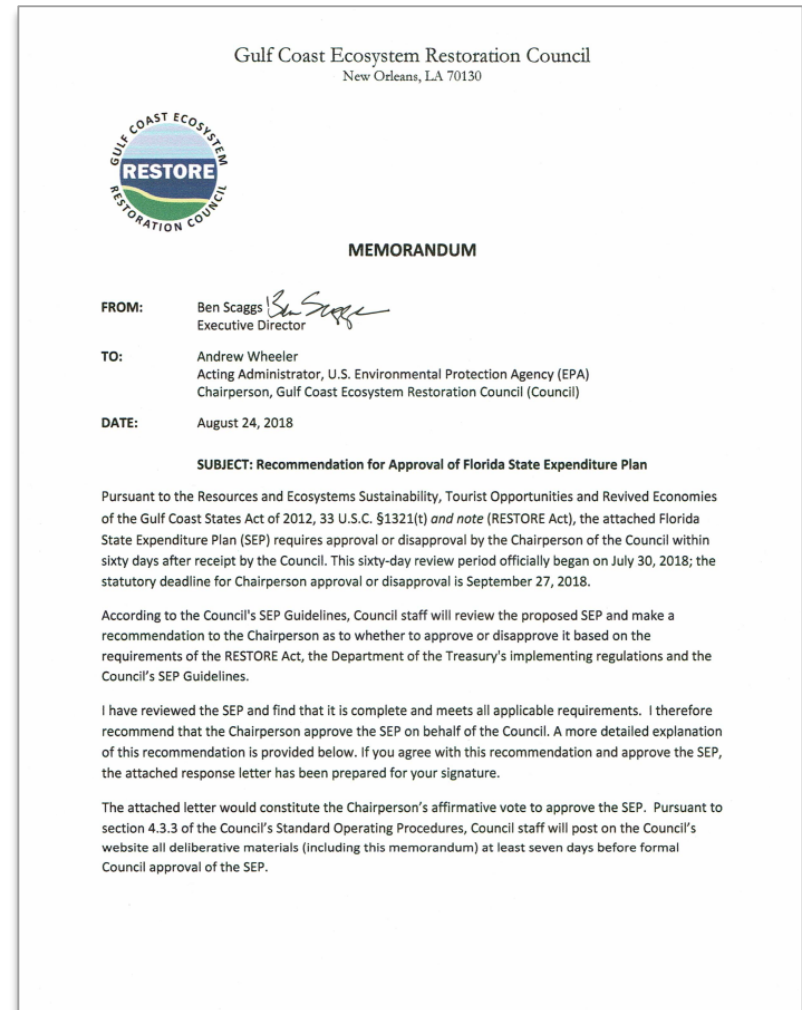 Gulf Coast Ecosystem Restoration Council
New Orleans, LA 70130
GULF COAST ECOSYSTEM
RESTORE
RESTORATION COUNCIL
MEMORANDUM
FROM: Ben Scaggs Ben Scaggs
Executive Director
TO: Andrew Wheeler
Acting Administrator, U.S. Environmental Protection Agency (EPA)
Chairperson, Gulf Coast Ecosystem Restoration Council (Council)
DATE: August 24, 2018
SUBJECT: Recommendation for Approval of Florida State Expenditure Plan
Pursuant to the Resources and Ecosystems Sustainability, Tourist Opportunities and Revived Economies
of the Gulf Coast States Act of 2012, 33 U.S.C. §1321(t) and note (RESTORE Act), the attached Florida
State Expenditure Plan (SEP) requires approval or disapproval by the Chairperson of the Council within
sixty days after receipt by the Council. This sixty-day review period officially began on July 30, 2018; the
statutory deadline for Chairperson approval or disapproval is September 27, 2018.
According to the Council's SEP Guidelines, Council staff will review the proposed SEP and make a
recommendation to the Chairperson as to whether to approve or disapprove it based on the
requirements of the RESTORE Act, the Department of the Treasury's implementing regulations and the
Council's SEP Guidelines.
I have reviewed the SEP and find that it is complete and meets all applicable requirements. I therefore
recommend that the Chairperson approve the SEP on behalf of the Council. A more detailed explanation
of this recommendation is provided below. If you agree with this recommendation and approve the SEP,
the attached response letter has been prepared for your signature.
The attached letter would constitute the Chairperson's affirmative vote to approve the SEP. Pursuant to
section 4.3.3 of the Council's Standard Operating Procedures, Council staff will post on the Council's
website all deliberative materials (including this memorandum) at least seven days before formal
Council approval of the SEP.